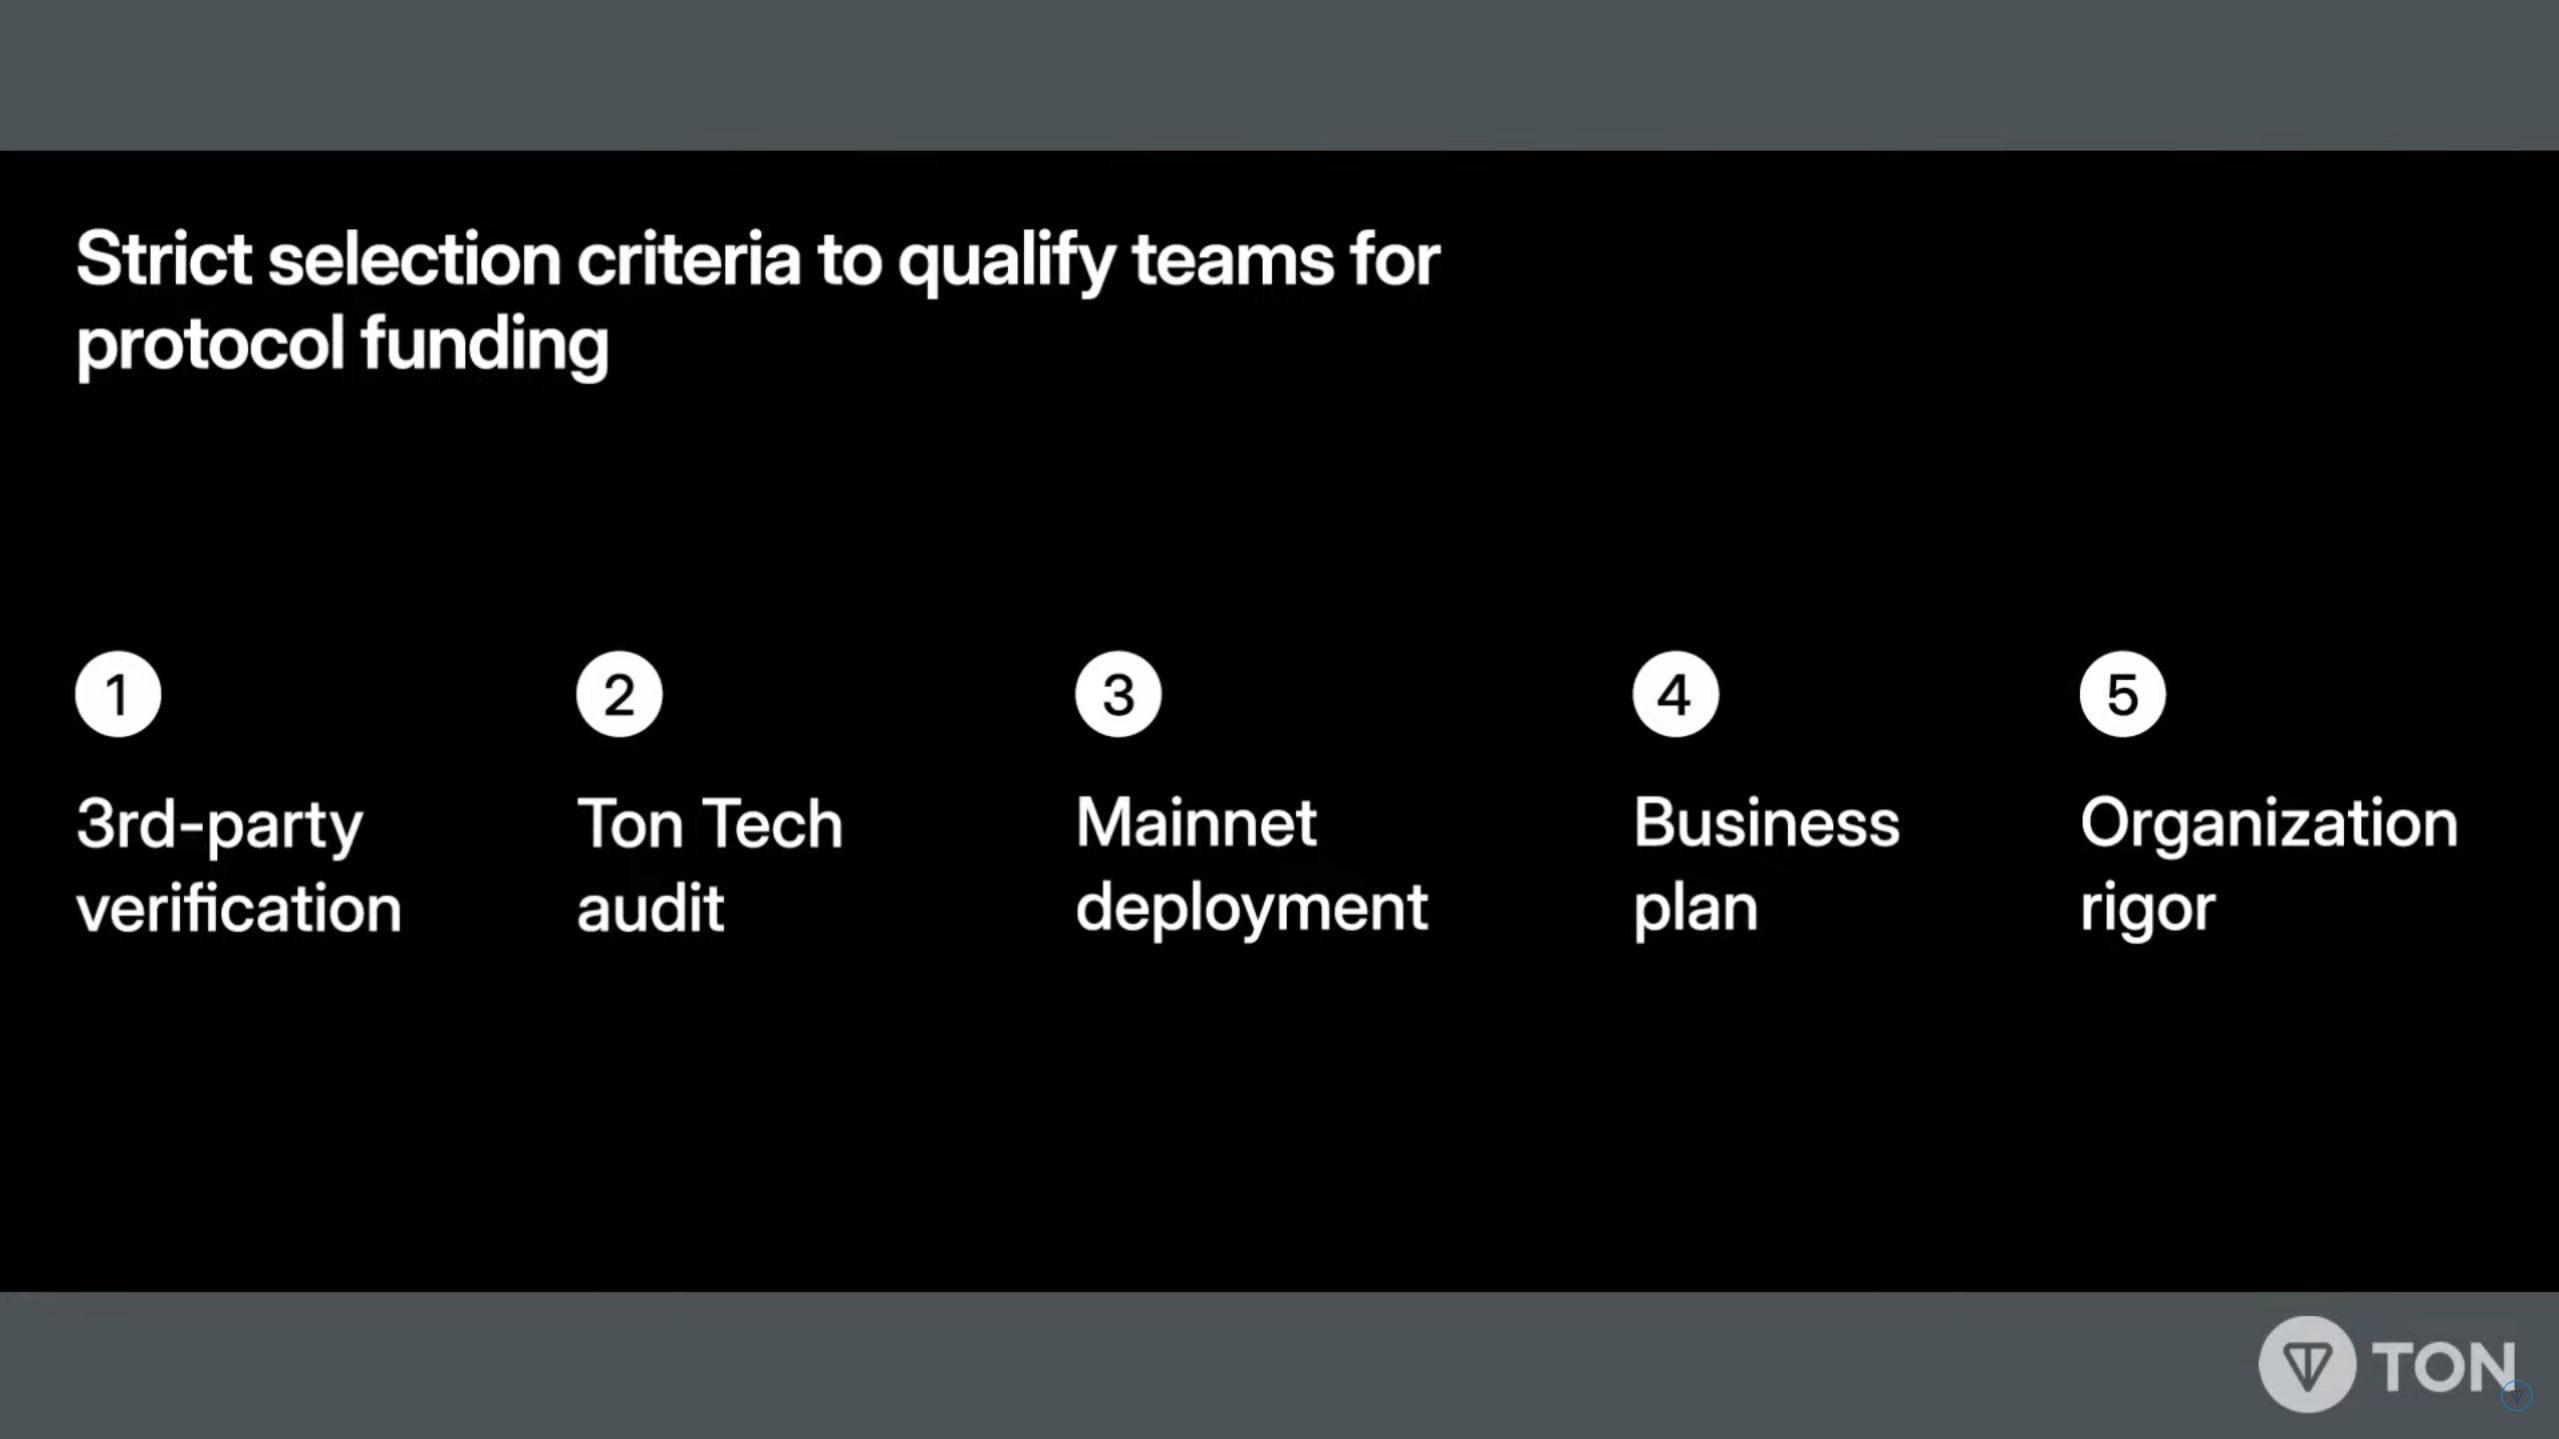 Strict selection criteria to qualify teams for
protocol funding
1
3rd-party
verification
2
Ton Tech
audit
3
Mainnet
deployment
4
Business
plan
5
Organization
rigor
TON